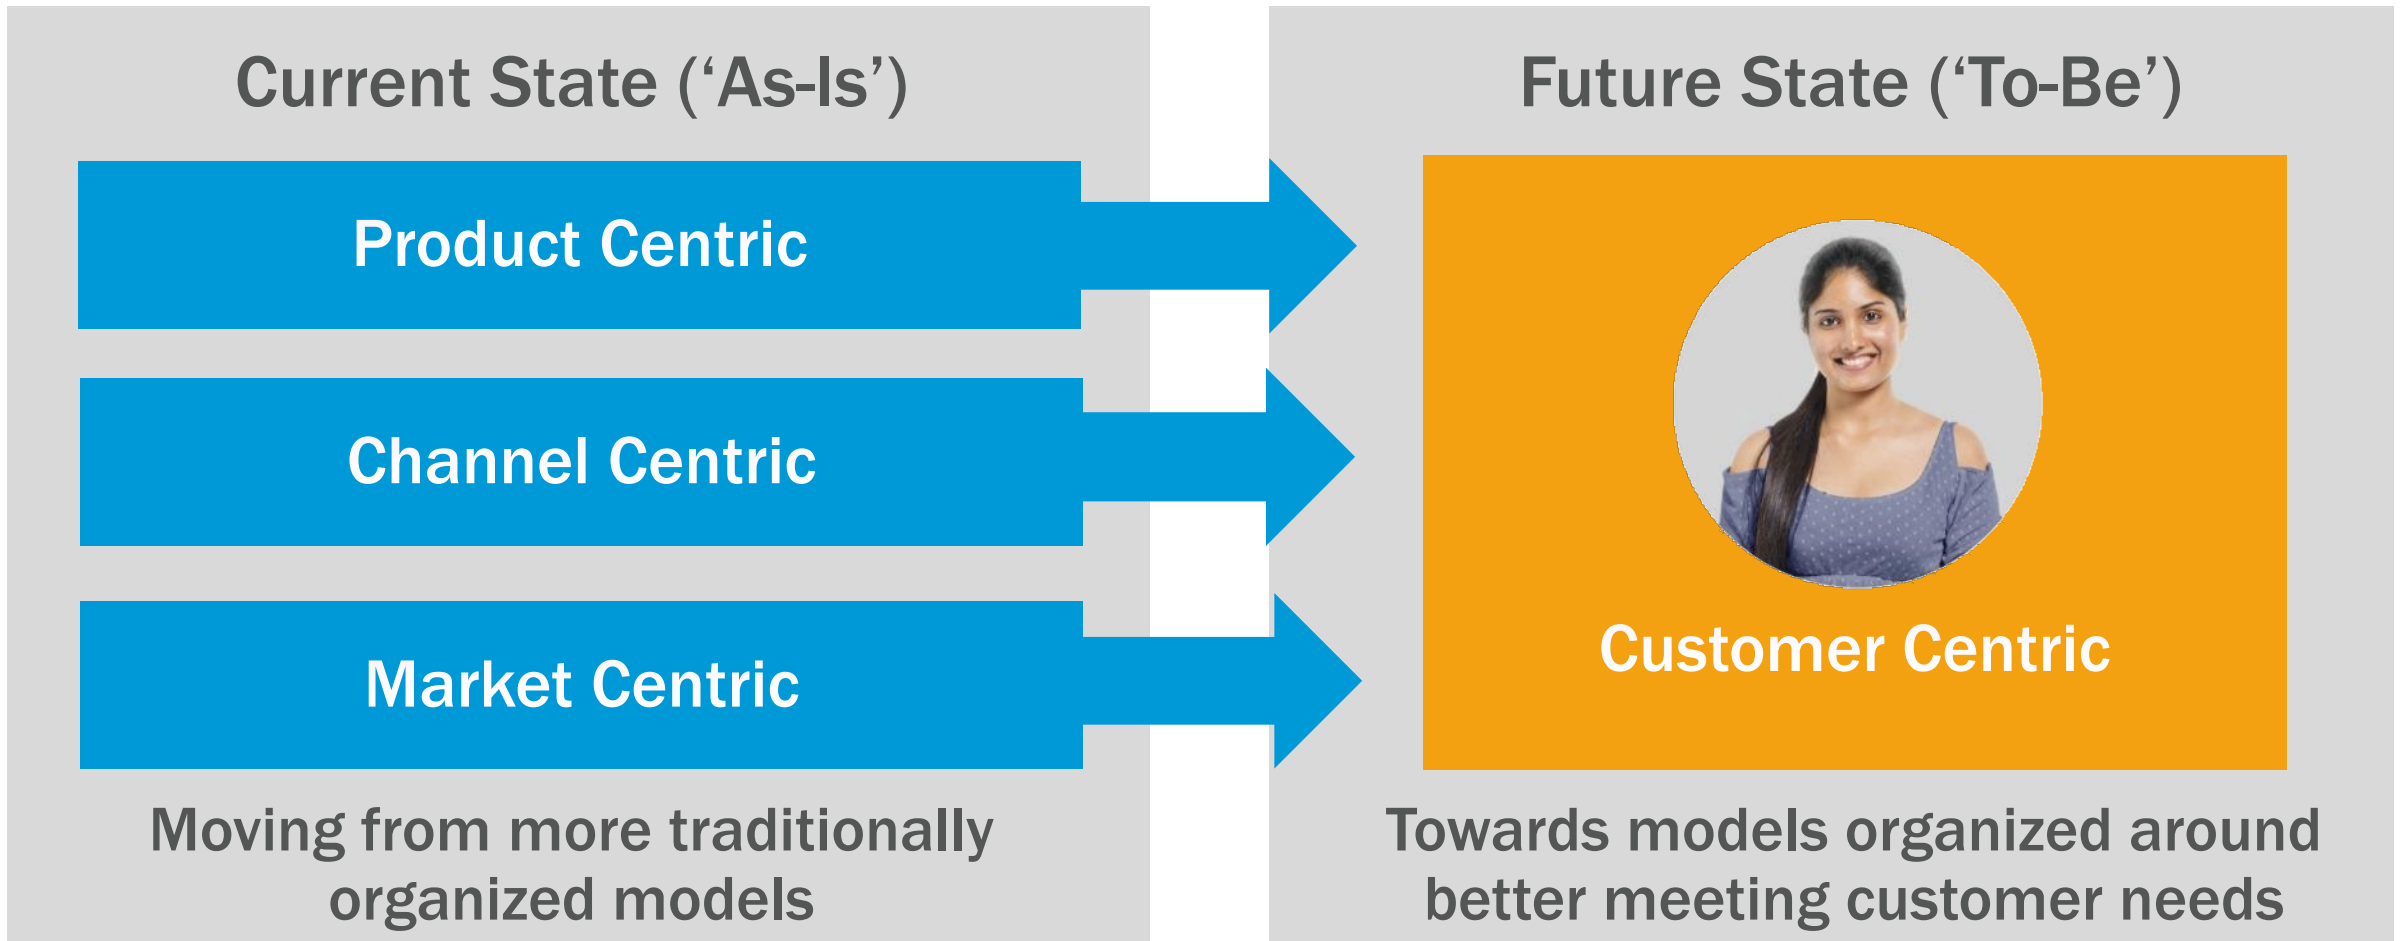 Current State (‘As-Is’)
Product Centric
Channel Centric
Market Centric
Moving from more traditionally
organized models
Future State (‘To-Be’)
Customer Centric
Towards models organized around
better meeting customer needs